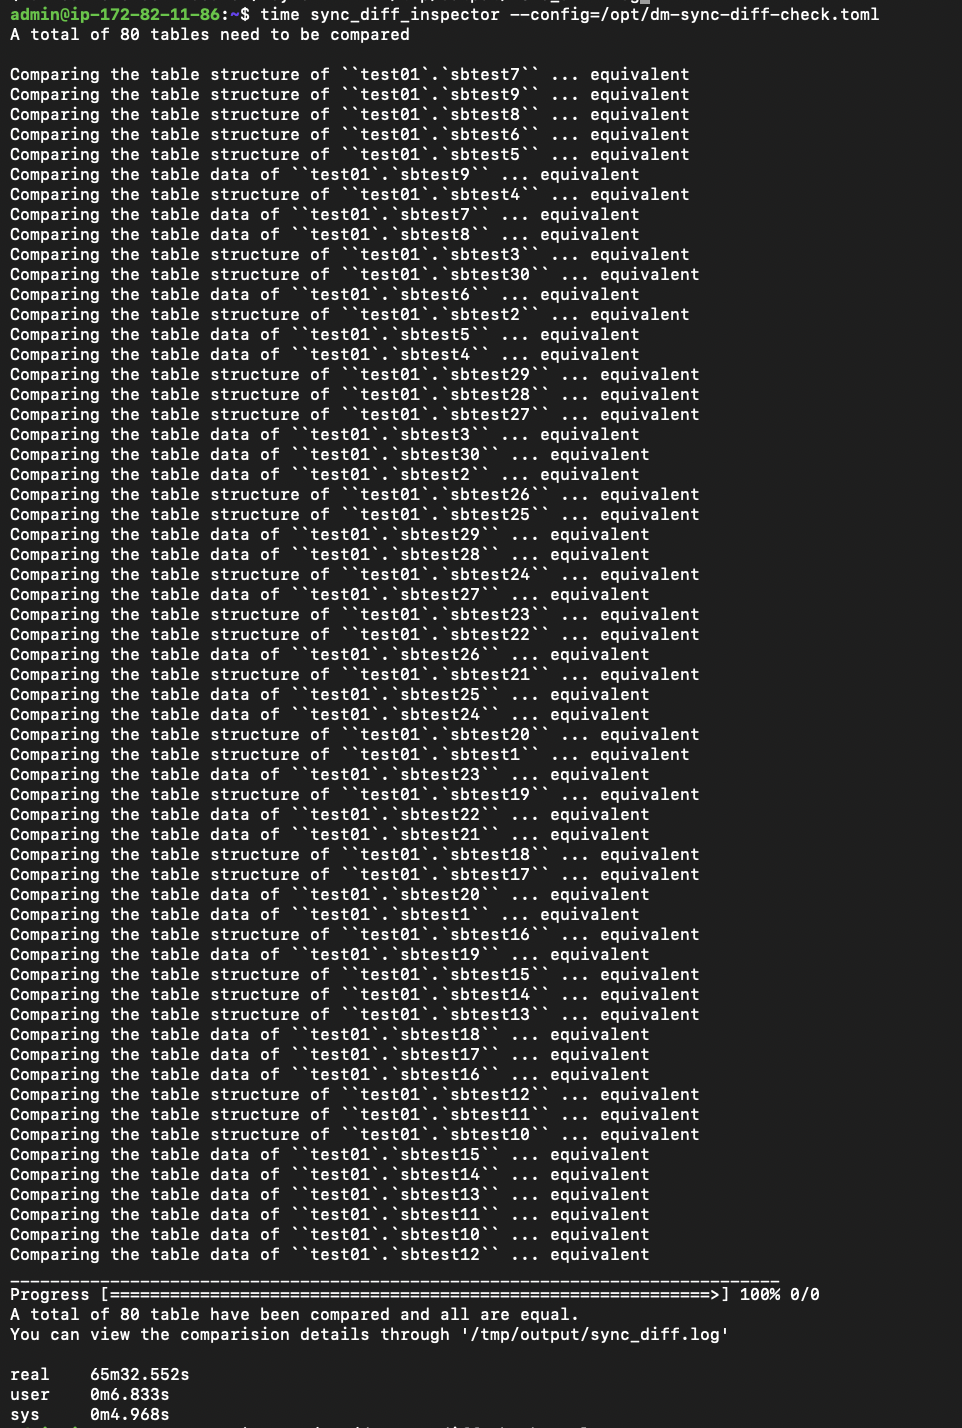 admin@ip-172-82-11-86:~$ time sync_diff_inspector --config=/opt/dm-sync-diff-check.toml
A total of 80 tables need to be compared
Comparing the table structure of ``test01`.`sbtest7`` ... equivalent
Comparing the table structure of ``test01`.`sbtest9`` ... equivalent
Comparing the table structure of ``test01`.`sbtest8`` ... equivalent
Comparing the table structure of ``test01`.`sbtest6`` ... equivalent
Comparing the table structure of ``test01`.`sbtest5`` ... equivalent
Comparing the table data of ``test01`.`sbtest9`` ... equivalent
Comparing the table structure of ``test01`.`sbtest4`` ... equivalent
Comparing the table data of ``test01`.`sbtest7`` ... equivalent
Comparing the table data of ``test01`.`sbtest8`` ... equivalent
Comparing the table structure of ``test01`.`sbtest3`` ... equivalent
Comparing the table structure of ``test01`.`sbtest30`` ... equivalent
Comparing the table data of ``test01`.`sbtest6`` ... equivalent
Comparing the table structure of ``test01`.`sbtest2`` ... equivalent
Comparing the table data of ``test01`.`sbtest5`` ... equivalent
Comparing the table data of ``test01`.`sbtest4`` ... equivalent
Comparing the table structure of ``test01`.`sbtest29`` ... equivalent
Comparing the table structure of ``test01`.`sbtest28`` ... equivalent
Comparing the table structure of ``test01`.`sbtest27`` ... equivalent
Comparing the table data of ``test01`.`sbtest3`` ... equivalent
Comparing the table data of ``test01`.`sbtest30`` ... equivalent
Comparing the table data of ``test01`.`sbtest2`` ... equivalent
Comparing the table structure of ``test01`.`sbtest26`` ... equivalent
Comparing the table structure of ``test01`.`sbtest25`` ... equivalent
Comparing the table data of ``test01`.`sbtest29`` ... equivalent
Comparing the table data of ``test01`.`sbtest28`` ... equivalent
Comparing the table structure of ``test01`.`sbtest24`` ... equivalent
Comparing the table data of ``test01`.`sbtest27`` ... equivalent
Comparing the table structure of ``test01`.`sbtest23`` ... equivalent
Comparing the table structure of ``test01`.`sbtest22`` ... equivalent
Comparing the table data of ``test01`.`sbtest26`` ... equivalent
Comparing the table structure of ``test01`.`sbtest21`` ... equivalent
Comparing the table data of ``test01`.`sbtest25`` ... equivalent
Comparing the table data of ``test01`.`sbtest24`` ... equivalent
Comparing the table structure of ``test01`.`sbtest20`` ... equivalent
Comparing the table structure of ``test01`.`sbtest1`` ... equivalent
Comparing the table data of ``test01`.`sbtest23`` ... equivalent
Comparing the table structure of ``test01`.`sbtest19`` ... equivalent
Comparing the table data of ``test01`.`sbtest22`` ... equivalent
Comparing the table data of ``test01`.`sbtest21`` ... equivalent
Comparing the table structure of ``test01`.`sbtest18`` ... equivalent
Comparing the table structure of ``test01`.`sbtest17`` ... equivalent
Comparing the table data of ``test01`.`sbtest20`` ... equivalent
Comparing the table data of ``test01`.`sbtest1`` ... equivalent
Comparing the table structure of ``test01`.`sbtest16`` ... equivalent
Comparing the table data of ``test01`.`sbtest19`` ... equivalent
Comparing the table structure of ``test01`.`sbtest15`` ... equivalent
Comparing the table structure of ``test01`.`sbtest14`` ... equivalent
Comparing the table structure of ``test01`.`sbtest13`` ... equivalent
Comparing the table data of ``test01`.`sbtest18`` ... equivalent
Comparing the table data of ``test01`.`sbtest17`` ... equivalent
Comparing the table data of ``test01`.`sbtest16`` ... equivalent
Comparing the table structure of ``test01`.`sbtest12`` ... equivalent
Comparing the table structure of ``test01`.`sbtest11`` ... equivalent
Comparing the table structure of ``test01`.`sbtest10`` ... equivalent
Comparing the table data of ``test01`.`sbtest15`` ... equivalent
Comparing the table data of ``test01`.`sbtest14`` ... equivalent
Comparing the table data of ``test01`.`sbtest13`` ... equivalent
Comparing the table data of ``test01`.`sbtest11`` ... equivalent
Comparing the table data of ``test01`.`sbtest10`` ... equivalent
Comparing the table data of ``test01`.`sbtest12`` ... equivalent
_____________________________________________________________________________
Progress [============================================================>] 100% 0/0
A total of 80 table have been compared and all are equal.
You can view the comparision details through '/tmp/output/sync_diff.log'
real 65m32.552s
user 0m6.833s
sys 0m4.968s